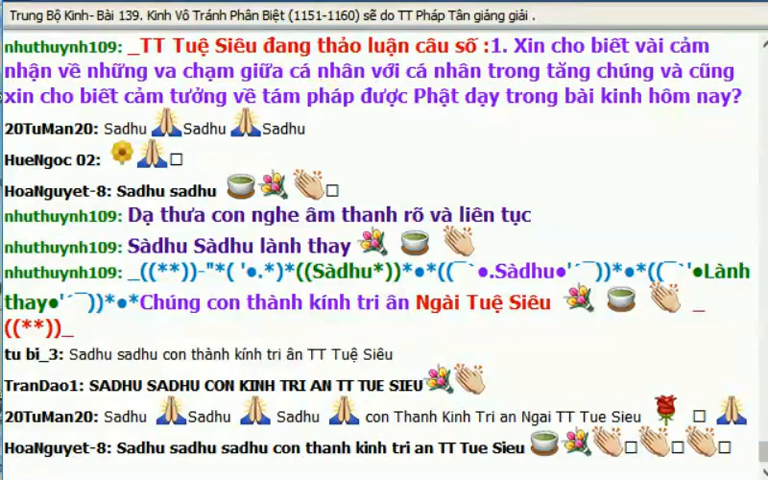 Trung Bộ Kinh- Bài 139. Kinh Vô Tránh Phân Biệt (1151-1160) sẽ do TT Pháp Tân giảng giải .
nhuthuynh109: _TT Tuệ Siêu đang thảo luận câu số :1. Xin cho biết vài cảm
nhận về những va chạm giữa cá nhân với cá nhân trong tăng chúng và cũng
xin cho biết cảm tưởng về tám pháp được Phật dạy trong bài kinh hôm nay?
20TuMan20: Sadhu 🙏Sadhu 🙏Sadhu
HueNgoc 02: 🌼🙏□
HoaNguyet-8: Sadhu sadhu 🍵💐👏□
nhuthuynh109: Dạ thưa con nghe âm thanh rõ và liên tục
nhuthuynh109: Sàdhu Sàdhu lành thay 💐 🍵 👏
nhuthuynh109: _((**))-"*( '●.*)*((Sàdhu*))*●*((¯`●.Sàdhu●'´¯))*●*((¯`'●Lành
thay●'´¯))*●*Chúng con thành kính tri ân Ngài Tuệ Siêu 💐 🍵 👏 _
((**))_
tu bi_3: Sadhu sadhu con thành kính tri ân TT Tuệ Siêu
TranDao1: SADHU SADHU CON KINH TRI AN TT TUE SIEU💐👏
20TuMan20: Sadhu 🙏Sadhu 🙏 Sadhu 🙏 con Thanh Kinh Tri an Ngai TT Tue Sieu 🌹 □ 🙏
HoaNguyet-8: Sadhu sadhu sadhu con thanh kinh tri an TT Tue Sieu 🍵💐👏□👏□👏□